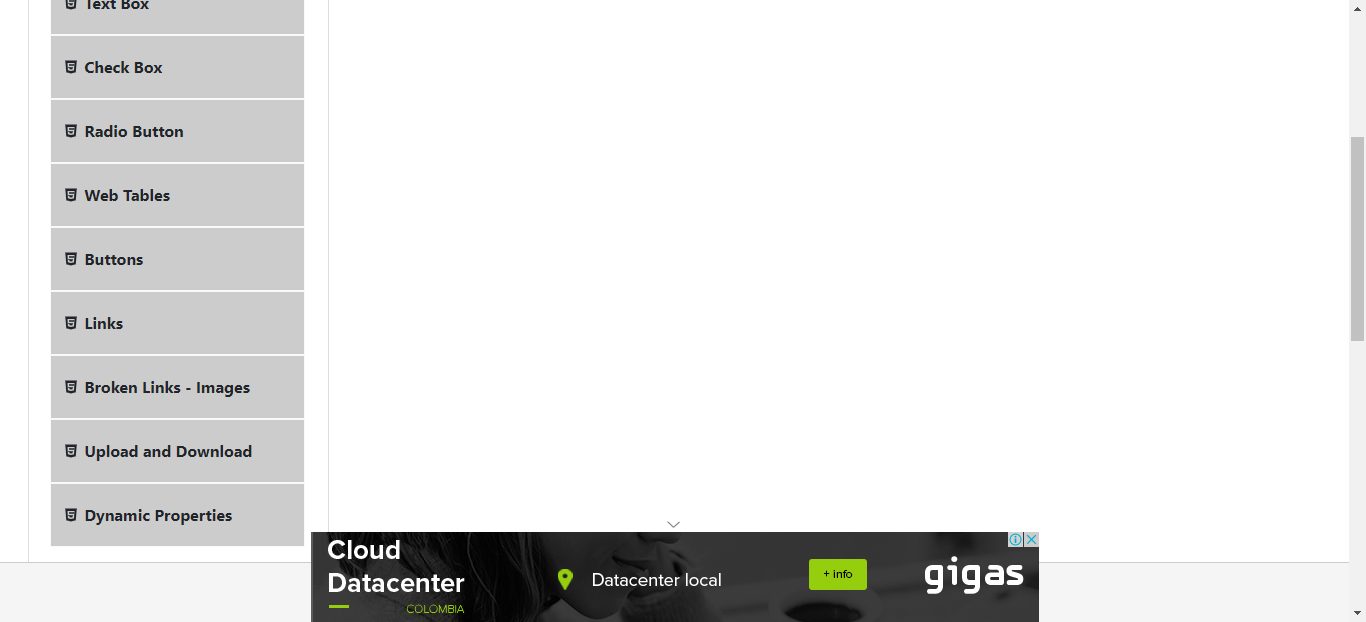 Text Box
Check Box
Radio Button
Web Tables
Buttons
Links
Broken Links - Images
Upload and Download
Dynamic Properties
Cloud
Datacenter
COLOMBIA
Datacenter local
+ info
gigas